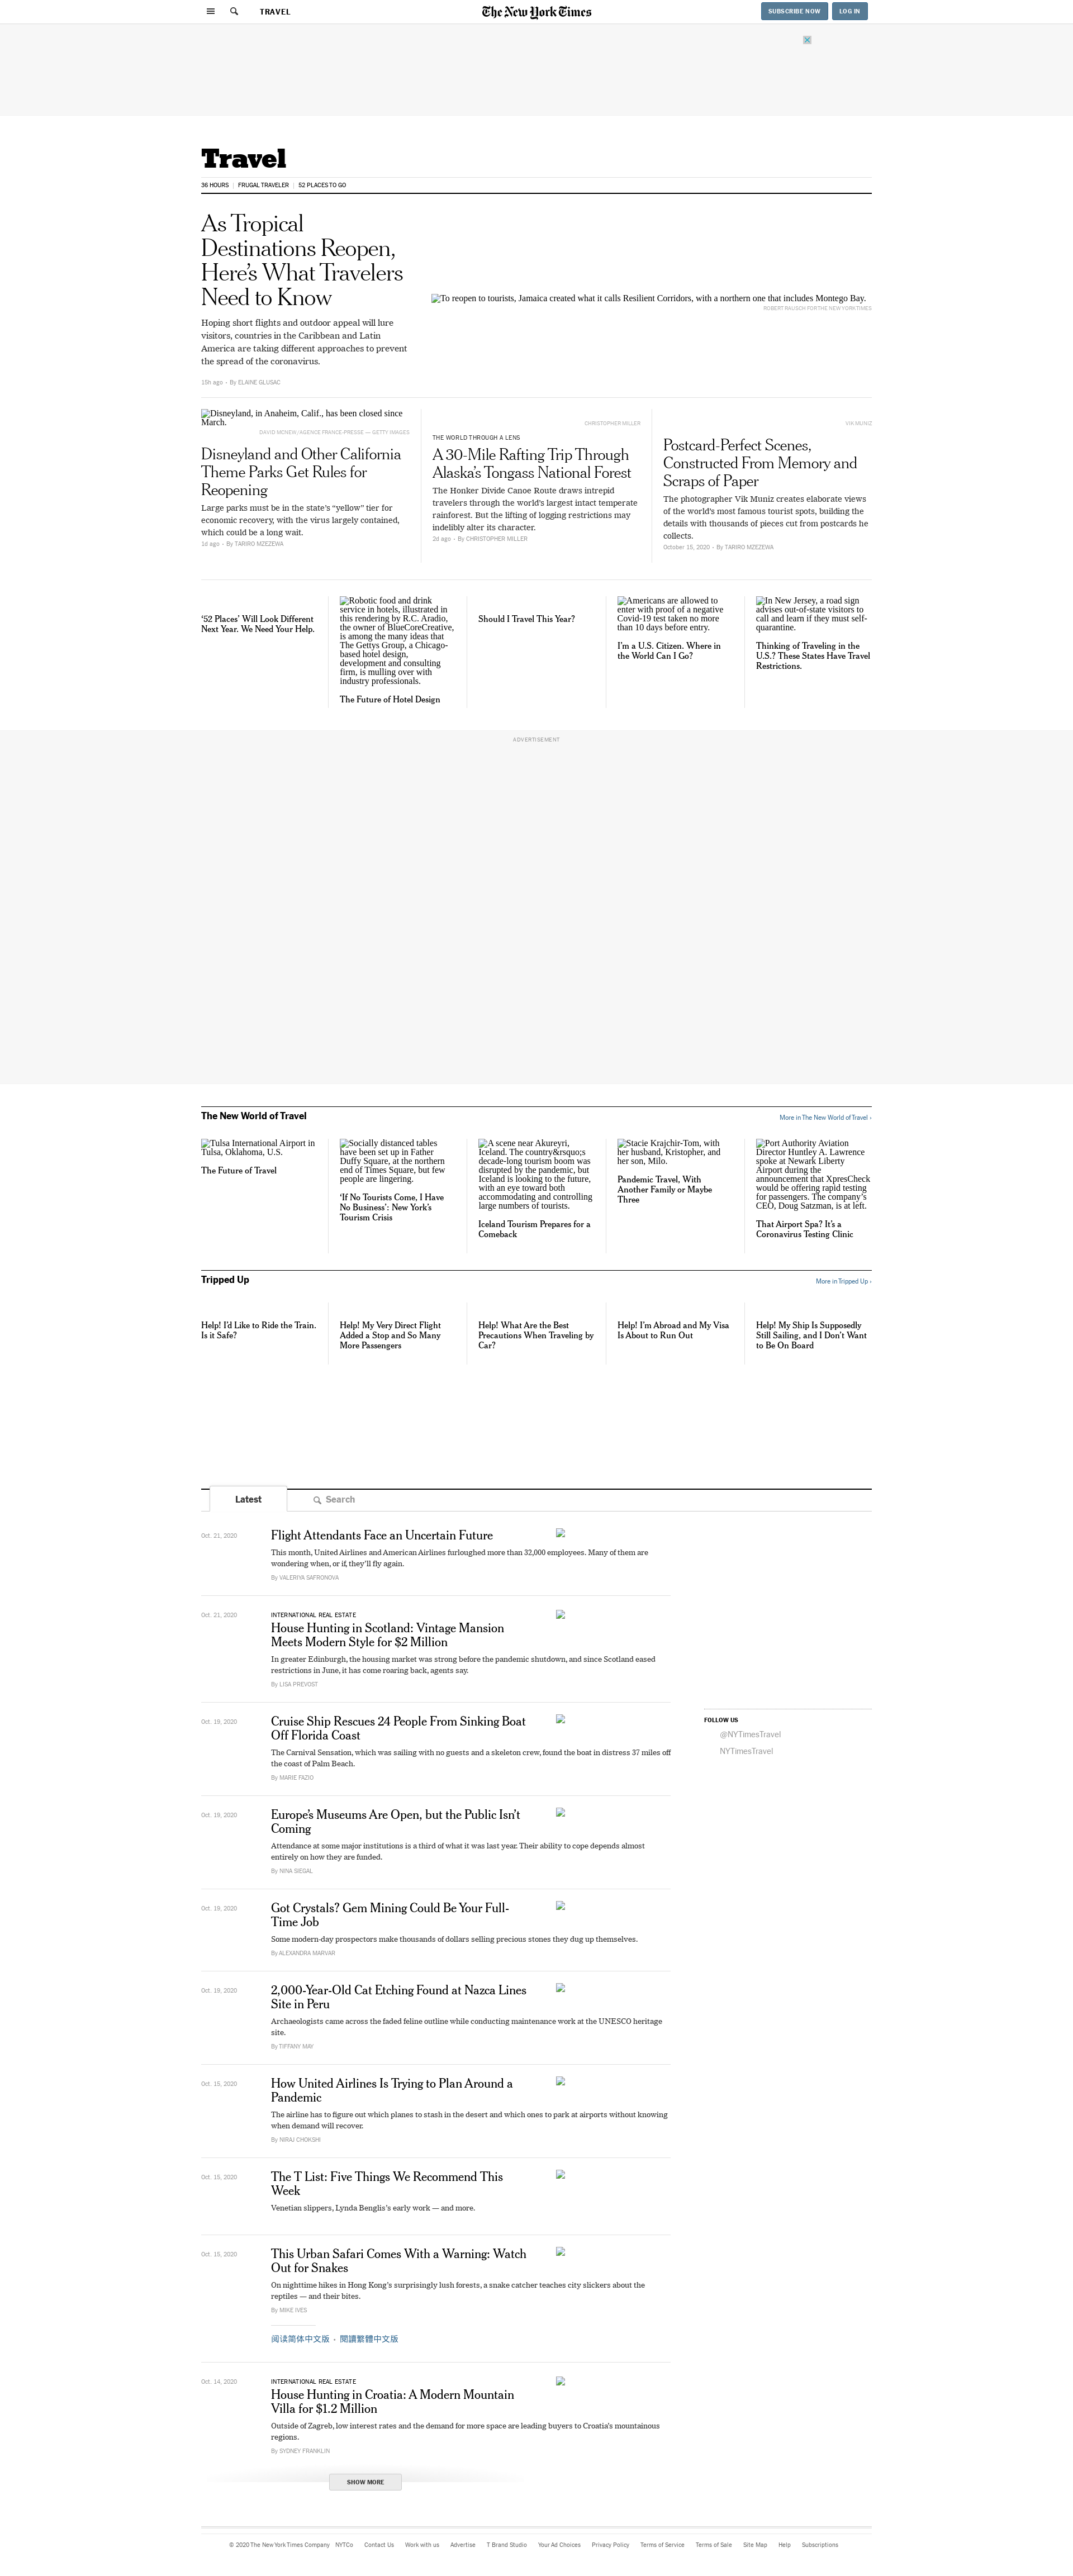 TRAVEL
The New York Times
SUBSCRIBE NOW
LOG IN
Travel
36 HOURS
FRUGAL TRAVELER
52 PLACES TO GO
As Tropical
Destinations Reopen,
Here’s What Travelers
Need to Know
Hoping short flights and outdoor appeal will lure
visitors, countries in the Caribbean and Latin
America are taking different approaches to prevent
the spread of the coronavirus.
15h ago · By ELAINE GLUSAC
To reopen to tourists, Jamaica created what it calls Resilient Corridors, with a northern one that includes Montego Bay.
ROBERT RAUSCH FOR THE NEW YORK TIMES
Disneyland, in Anaheim, Calif., has been closed since
March.
DAVID MCNEW/AGENCE FRANCE-PRESSE — GETTY IMAGES
Disneyland and Other California
Theme Parks Get Rules for
Reopening
Large parks must be in the state’s “yellow” tier for
economic recovery, with the virus largely contained,
which could be a long wait.
1d ago · By TARIRO MZEZEWA
CHRISTOPHER MILLER
THE WORLD THROUGH A LENS
A 30-Mile Rafting Trip Through
Alaska’s Tongass National Forest
The Honker Divide Canoe Route draws intrepid
travelers through the world’s largest intact temperate
rainforest. But the lifting of logging restrictions may
indelibly alter its character.
2d ago · By CHRISTOPHER MILLER
VIK MUNIZ
Postcard-Perfect Scenes,
Constructed From Memory and
Scraps of Paper
The photographer Vik Muniz creates elaborate views
of the world’s most famous tourist spots, building the
details with thousands of pieces cut from postcards he
collects.
October 15, 2020 · By TARIRO MZEZEWA
‘52 Places’ Will Look Different
Next Year. We Need Your Help.
Robotic food and drink
service in hotels, illustrated in
this rendering by R.C. Aradio,
the owner of BlueCoreCreative,
is among the many ideas that
The Gettys Group, a Chicago-
based hotel design,
development and consulting
firm, is mulling over with
industry professionals.
The Future of Hotel Design
Should I Travel This Year?
Americans are allowed to
enter with proof of a negative
Covid-19 test taken no more
than 10 days before entry.
I’m a U.S. Citizen. Where in
the World Can I Go?
In New Jersey, a road sign
advises out-of-state visitors to
call and learn if they must self-
quarantine.
Thinking of Traveling in the
U.S.? These States Have Travel
Restrictions.
ADVERTISEMENT
The New World of Travel
More in The New World of Travel ›
Tulsa International Airport in
Tulsa, Oklahoma, U.S.
The Future of Travel
Socially distanced tables
have been set up in Father
Duffy Square, at the northern
end of Times Square, but few
people are lingering.
‘If No Tourists Come, I Have
No Business’: New York’s
Tourism Crisis
A scene near Akureyri,
Iceland. The country&rsquo;s
decade-long tourism boom was
disrupted by the pandemic, but
Iceland is looking to the future,
with an eye toward both
accommodating and controlling
large numbers of tourists.
Iceland Tourism Prepares for a
Comeback
Stacie Krajchir-Tom, with
her husband, Kristopher, and
her son, Milo.
Pandemic Travel, With
Another Family or Maybe
Three
Port Authority Aviation
Director Huntley A. Lawrence
spoke at Newark Liberty
Airport during the
announcement that XpresCheck
would be offering rapid testing
for passengers. The company’s
CEO, Doug Satzman, is at left.
That Airport Spa? It’s a
Coronavirus Testing Clinic
Tripped Up
More in Tripped Up ›
Help! I’d Like to Ride the Train.
Is it Safe?
Help! My Very Direct Flight
Added a Stop and So Many
More Passengers
Help! What Are the Best
Precautions When Traveling by
Car?
Help! I’m Abroad and My Visa
Is About to Run Out
Help! My Ship Is Supposedly
Still Sailing, and I Don’t Want
to Be On Board
Latest
Search
Oct. 21, 2020
Flight Attendants Face an Uncertain Future
This month, United Airlines and American Airlines furloughed more than 32,000 employees. Many of them are
wondering when, or if, they’ll fly again.
By VALERIYA SAFRONOVA
Oct. 21, 2020
INTERNATIONAL REAL ESTATE
House Hunting in Scotland: Vintage Mansion
Meets Modern Style for $2 Million
In greater Edinburgh, the housing market was strong before the pandemic shutdown, and since Scotland eased
restrictions in June, it has come roaring back, agents say.
By LISA PREVOST
Oct. 19, 2020
Cruise Ship Rescues 24 People From Sinking Boat
Off Florida Coast
The Carnival Sensation, which was sailing with no guests and a skeleton crew, found the boat in distress 37 miles off
the coast of Palm Beach.
By MARIE FAZIO
FOLLOW US
@NYTimesTravel
NYTimesTravel
Oct. 19, 2020
Europe’s Museums Are Open, but the Public Isn’t
Coming
Attendance at some major institutions is a third of what it was last year. Their ability to cope depends almost
entirely on how they are funded.
By NINA SIEGAL
Oct. 19, 2020
Got Crystals? Gem Mining Could Be Your Full-
Time Job
Some modern-day prospectors make thousands of dollars selling precious stones they dug up themselves.
By ALEXANDRA MARVAR
Oct. 19, 2020
2,000-Year-Old Cat Etching Found at Nazca Lines
Site in Peru
Archaeologists came across the faded feline outline while conducting maintenance work at the UNESCO heritage
site.
By TIFFANY MAY
Oct. 15, 2020
How United Airlines Is Trying to Plan Around a
Pandemic
The airline has to figure out which planes to stash in the desert and which ones to park at airports without knowing
when demand will recover.
By NIRAJ CHOKSHI
Oct. 15, 2020
The T List: Five Things We Recommend This
Week
Venetian slippers, Lynda Benglis’s early work — and more.
Oct. 15, 2020
This Urban Safari Comes With a Warning: Watch
Out for Snakes
On nighttime hikes in Hong Kong’s surprisingly lush forests, a snake catcher teaches city slickers about the
reptiles — and their bites.
By MIKE IVES
阅读简体中文版 · 閱讀繁體中文版
Oct. 14, 2020
INTERNATIONAL REAL ESTATE
House Hunting in Croatia: A Modern Mountain
Villa for $1.2 Million
Outside of Zagreb, low interest rates and the demand for more space are leading buyers to Croatia’s mountainous
regions.
By SYDNEY FRANKLIN
SHOW MORE
© 2020 The New York Times Company NYTCo Contact Us Work with us Advertise T Brand Studio Your Ad Choices Privacy Policy Terms of Service Terms of Sale Site Map Help Subscriptions